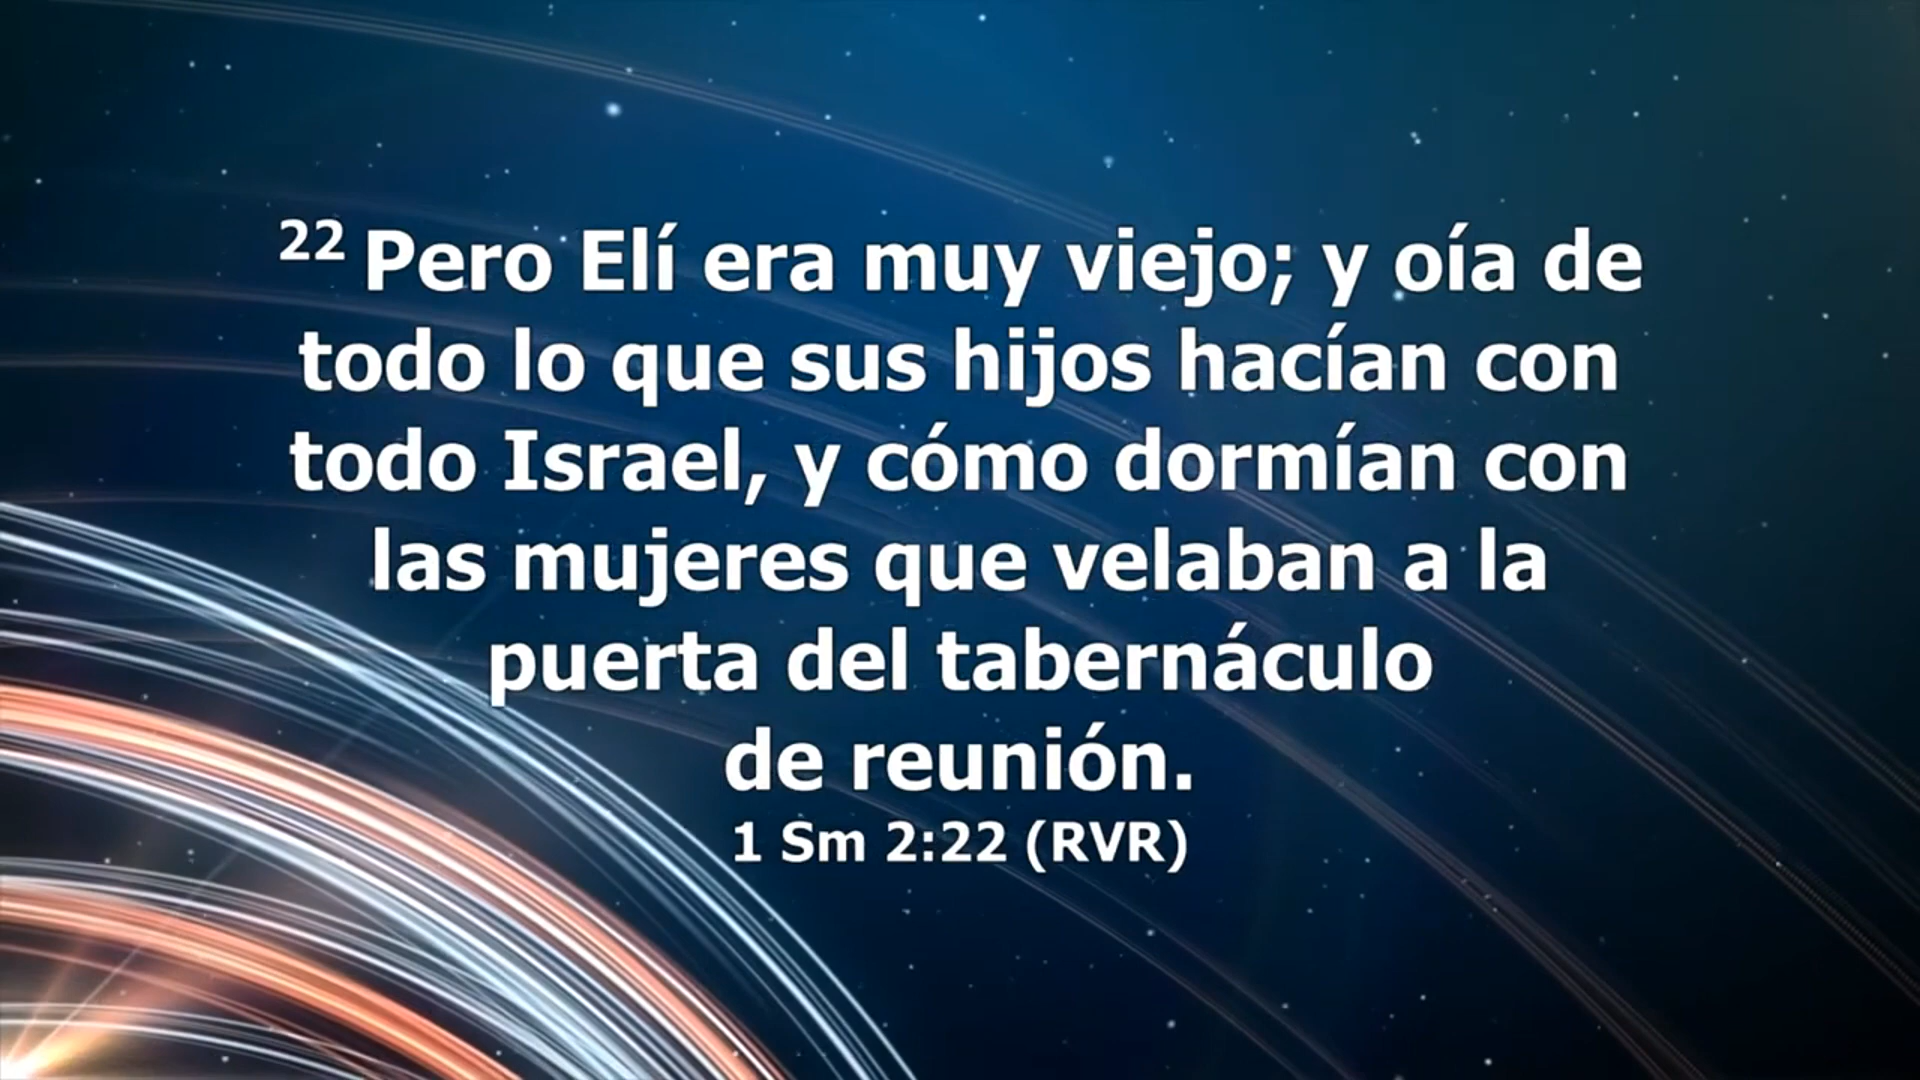 22 Pero Elí era muy viejo; y oía de
todo lo que sus hijos hacían con
todo Israel, y cómo dormían con
las mujeres que velaban a la
puerta del tabernáculo
de reunión.
1 Sm 2:22 (RVR)